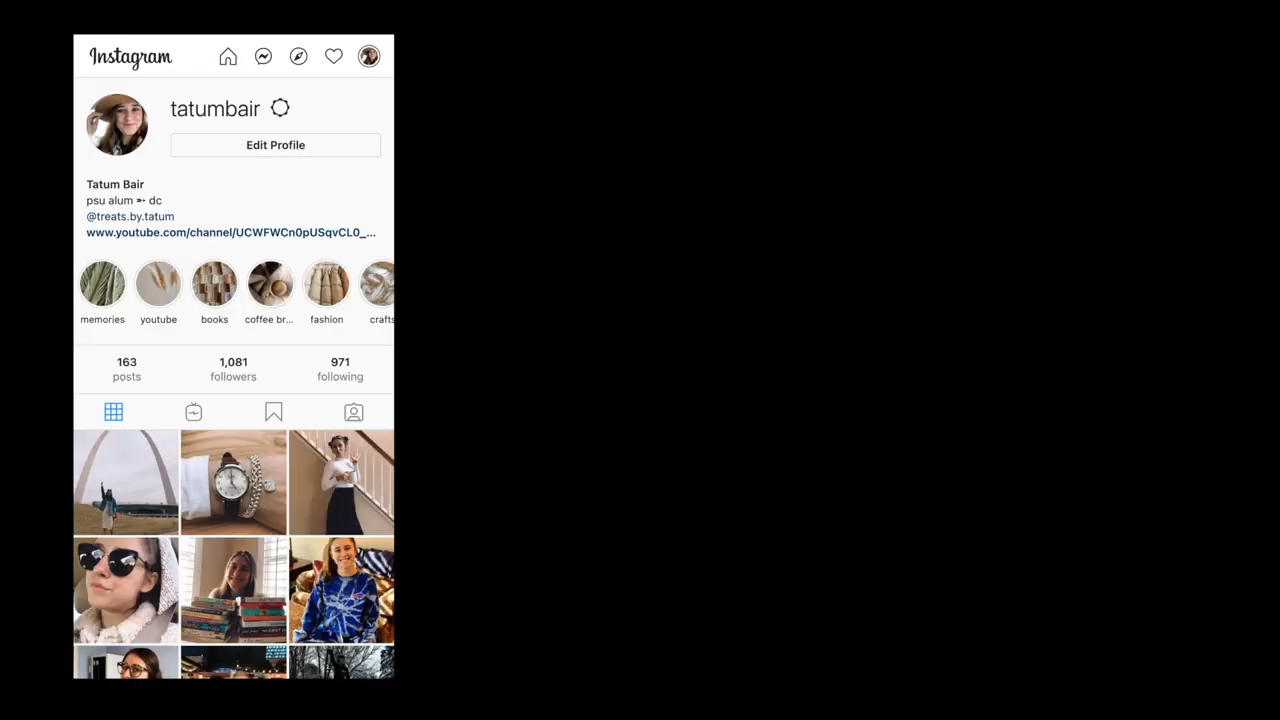 Instagram
tatumbair
Edit Profile
Tatum Bair
psu alum ➵ dc
@treats.by.tatum
www.youtube.com/channel/UCWFWCn0pUSqvCL0_...
memories youtube books coffee br... fashion crafts
163 1,081 971
posts followers following